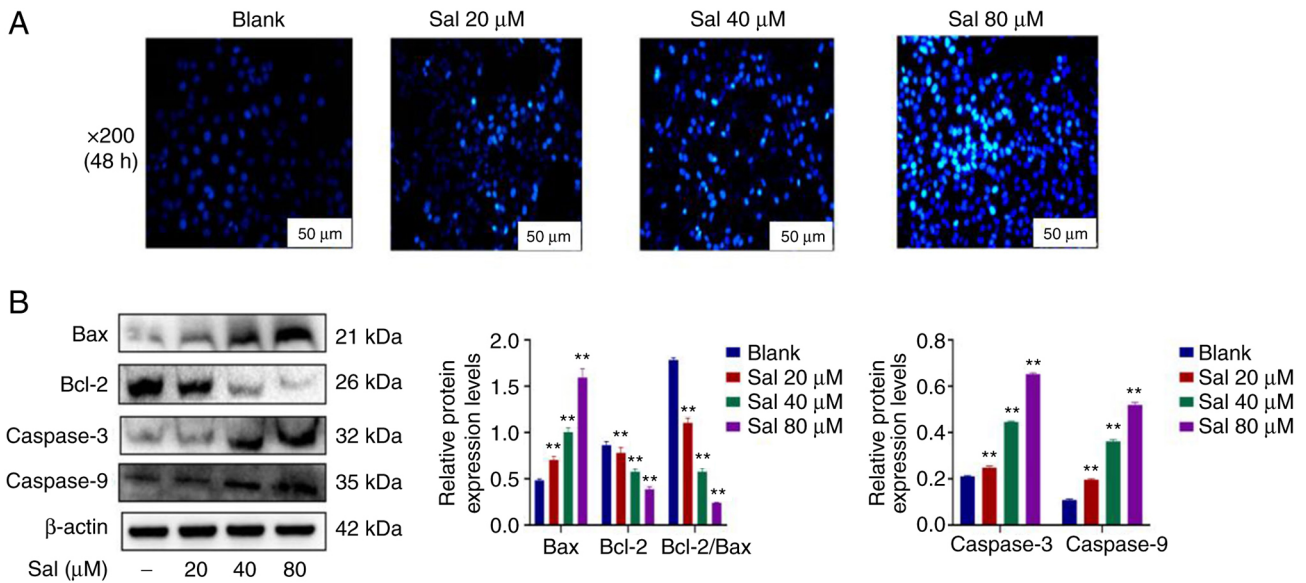 A
Blank
Sal 20 μM
Sal 40 μM
Sal 80 μM
×200
(48 h)
50 μm
50 μm
50 μm
50 μm
B
Bax
21 kDa
Bcl-2
26 kDa
Caspase-3
32 kDa
Caspase-9
35 kDa
β-actin
42 kDa
Sal (μM)
–
20
40
80
Relative protein
expression levels
2.0
1.5
1.0
0.5
0.0
**
**
**
**
**
**
**
**
**
Bax
Bcl-2
Bcl-2/Bax
Blank
Sal 20 μM
Sal 40 μM
Sal 80 μM
Relative protein
expression levels
0.8
0.6
0.4
0.2
0.0
**
**
**
**
**
**
Caspase-3
Caspase-9
Blank
Sal 20 μM
Sal 40 μM
Sal 80 μM